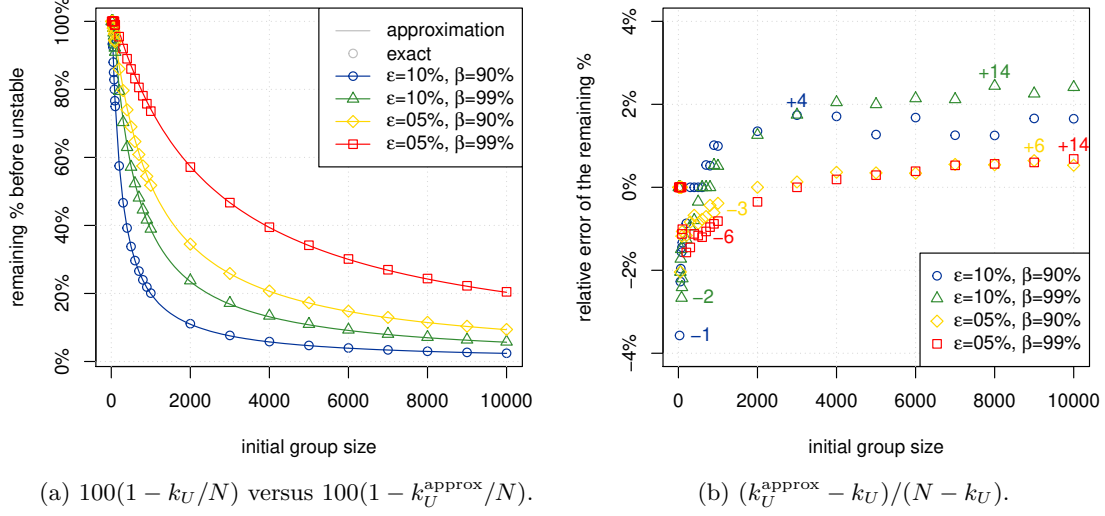 remaining % before unstable
100%
80%
60%
40%
20%
0%
approximation
exact
ε=10%, β=90%
ε=10%, β=99%
ε=05%, β=90%
ε=05%, β=99%
0 2000 4000 6000 8000 10000
initial group size
(a) 100(1 − k_U/N) versus 100(1 − k_U^approx/N).
relative error of the remaining %
4%
2%
0%
−2%
−4%
+14
+4
+6
+14
−3
−6
−2
−1
ε=10%, β=90%
ε=10%, β=99%
ε=05%, β=90%
ε=05%, β=99%
0 2000 4000 6000 8000 10000
initial group size
(b) (k_U^approx − k_U)/(N − k_U).